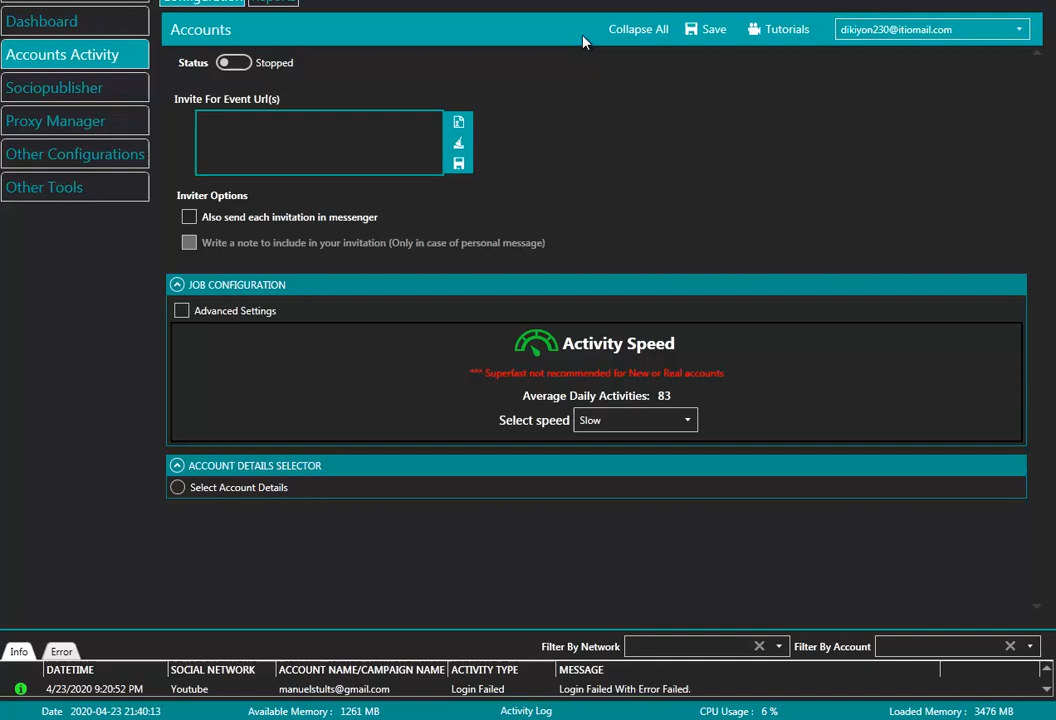 Configuration Reports
Dashboard
Accounts Collapse All Save Tutorials dikiyon230@itiomail.com
Accounts Activity
Status Stopped
Sociopublisher
Invite For Event Url(s)
Proxy Manager
Other Configurations
Other Tools
Inviter Options
Also send each invitation in messenger
Write a note to include in your invitation (Only in case of personal message)
JOB CONFIGURATION
Advanced Settings
Activity Speed
*** Superfast not recommended for New or Real accounts
Average Daily Activities: 83
Select speed Slow
ACCOUNT DETAILS SELECTOR
Select Account Details
Info Error Filter By Network Filter By Account
DATETIME SOCIAL NETWORK ACCOUNT NAME/CAMPAIGN NAME ACTIVITY TYPE MESSAGE
4/23/2020 9:20:52 PM Youtube manuelstults@gmail.com Login Failed Login Failed With Error Failed.
Date 2020-04-23 21:40:13 Available Memory : 1261 MB Activity Log CPU Usage : 6 % Loaded Memory : 3476 MB